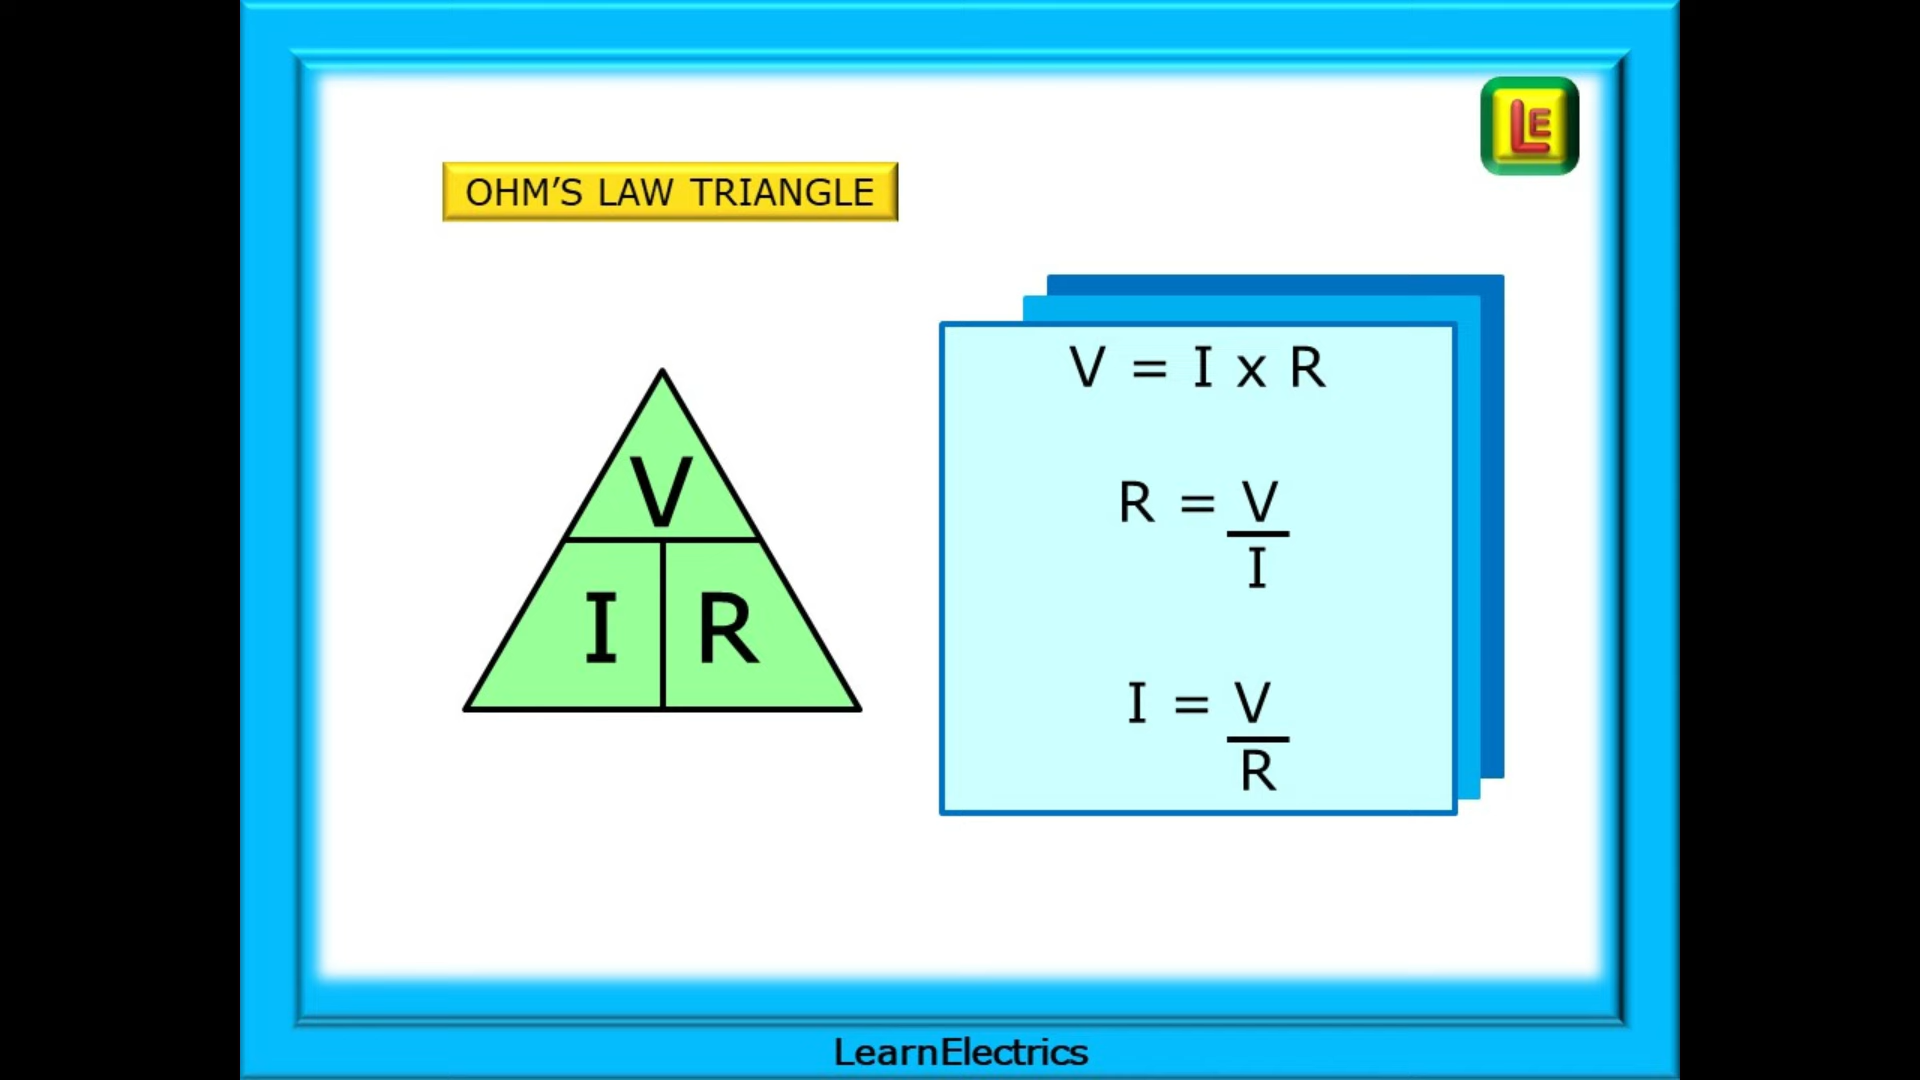 LE
OHM’S LAW TRIANGLE
V
I R
V = I x R
R = V
I
I = V
R
LearnElectrics